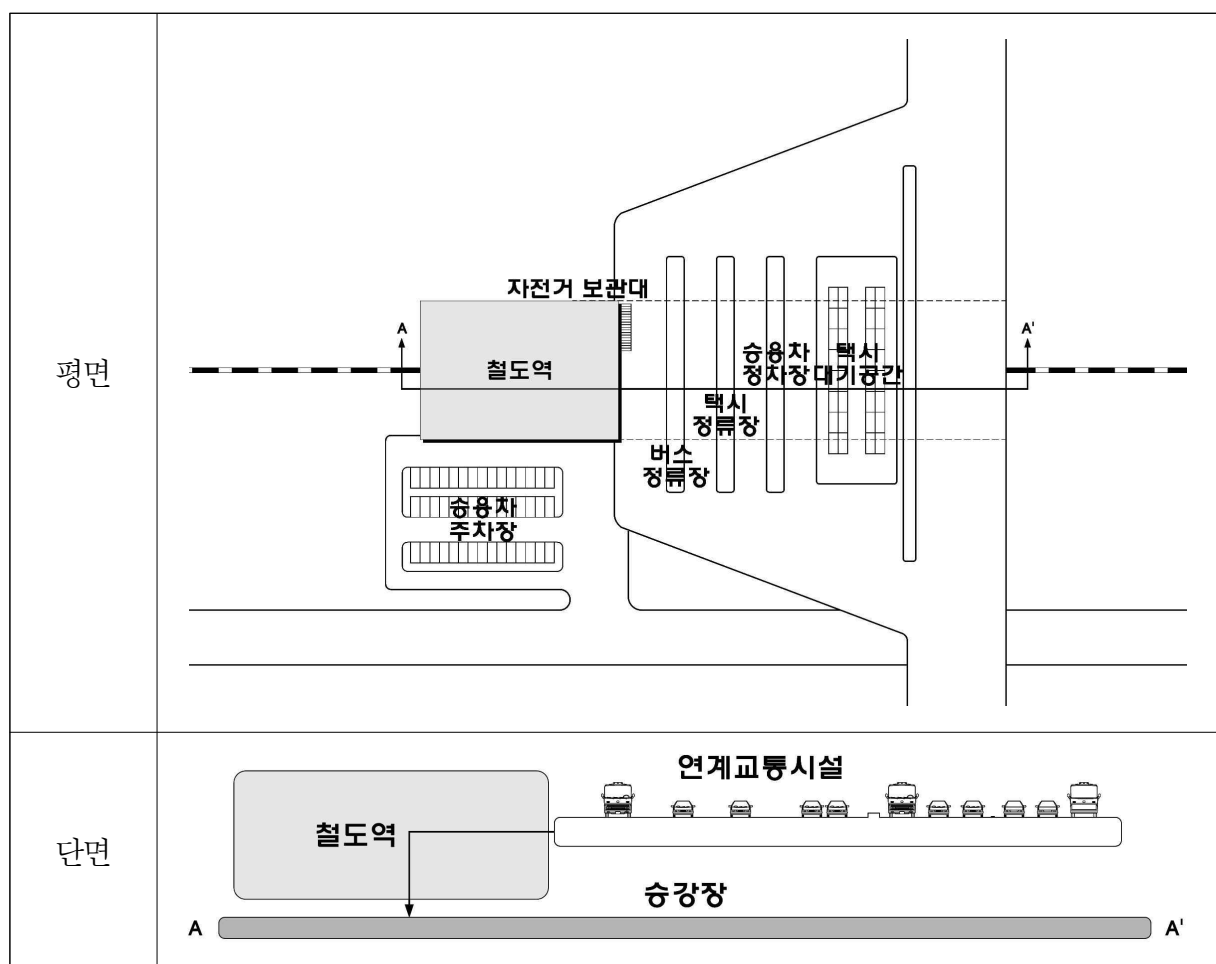 평면
자전거 보관대
A
A'
철도역
승용차
정차장
택시
대기공간
택시
정류장
버스
정류장
승용차
주차장
단면
연계교통시설
철도역
승강장
A
A'